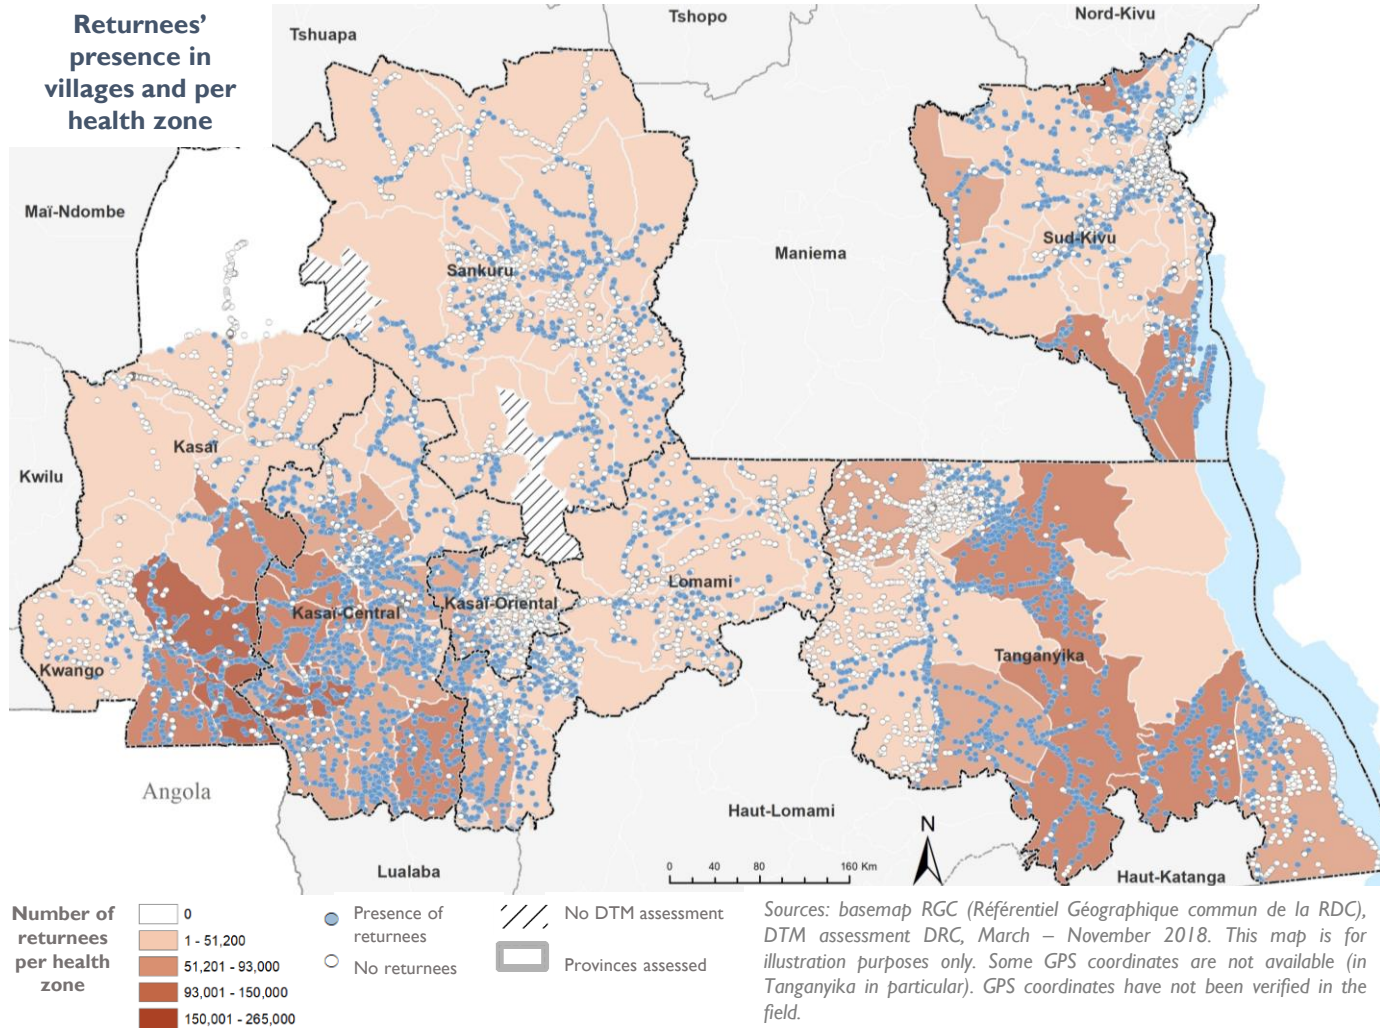 Returnees'
presence in
villages and per
health zone
Tshuapa
Tshopo
Nord-Kivu
Maï-Ndombe
Sankuru
Maniema
Sud-Kivu
Kasaï
Kwilu
Lomami
Kasaï-Central
Kasaï-Oriental
Kwango
Tanganyika
Angola
Haut-Lomami
Lualaba
Haut-Katanga
N
0 40 80 160 Km
Number of
returnees
per health
zone
0
1 - 51,200
51,201 - 93,000
93,001 - 150,000
150,001 - 265,000
Presence of
returnees
No returnees
No DTM assessment
Provinces assessed
Sources: basemap RGC (Référentiel Géographique commun de la RDC),
DTM assessment DRC, March – November 2018. This map is for
illustration purposes only. Some GPS coordinates are not available (in
Tanganyika in particular). GPS coordinates have not been verified in the
field.